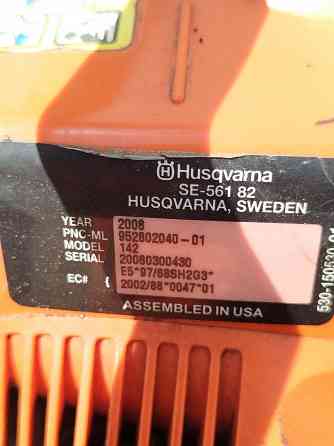 Husqvarna
SE-561 82
HUSQVARNA, SWEDEN
YEAR 2008
PNC-ML 952802040-01
MODEL 142
SERIAL 20080300430
EC# { E5*97/68SH2G3*
2002/88*0047*01
ASSEMBLED IN USA